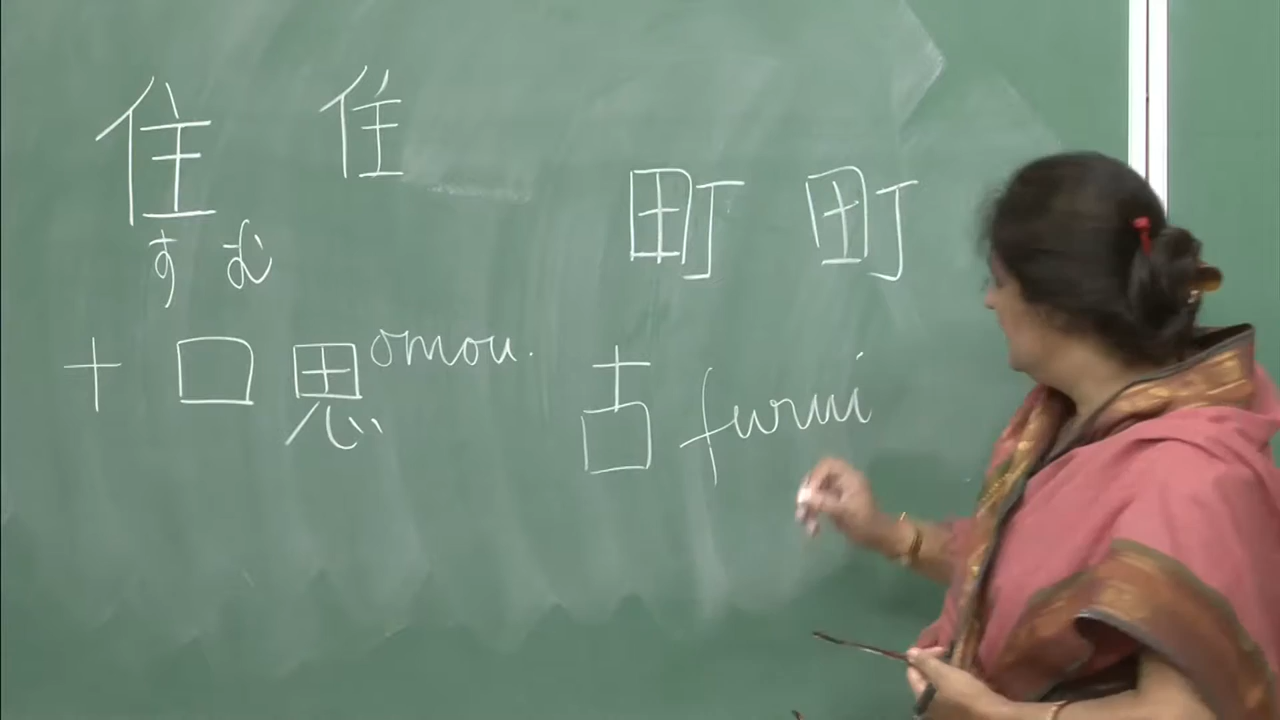 住 住
町 町
すむ
十 口 思 omou.
古 furui